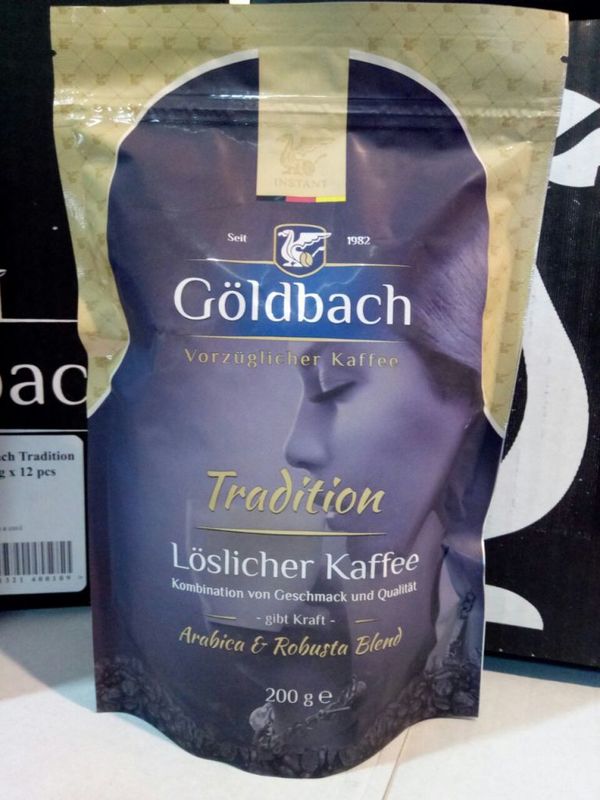 INSTANT
Seit 1982
Göldbach
Vorzüglicher Kaffee
Tradition
Löslicher Kaffee
Kombination von Geschmack und Qualität
- gibt Kraft -
Arabica & Robusta Blend
200 g ℮
bac
ch Tradition
g x 12 pcs